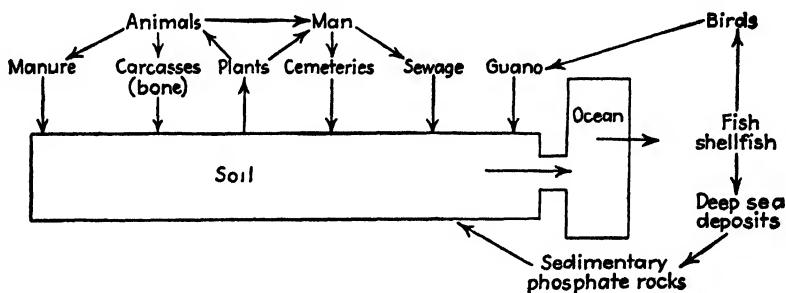 Animals Man Birds
Manure Carcasses Plants Cemeteries Sewage Guano
(bone)
Ocean
Fish
shellfish
Soil
Deep sea
deposits
Sedimentary
phosphate rocks